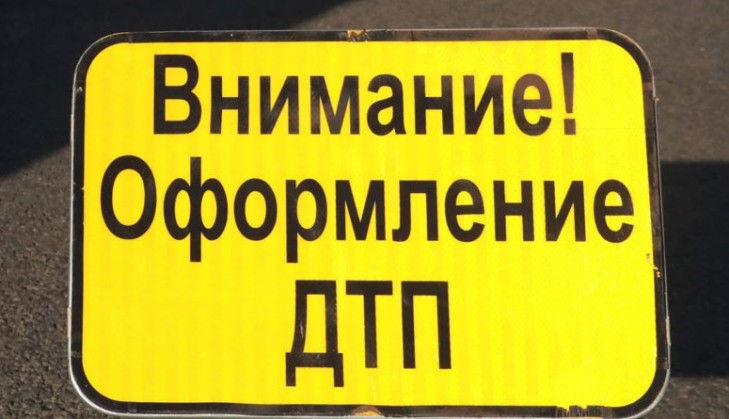 Внимание!
Оформление
ДТП